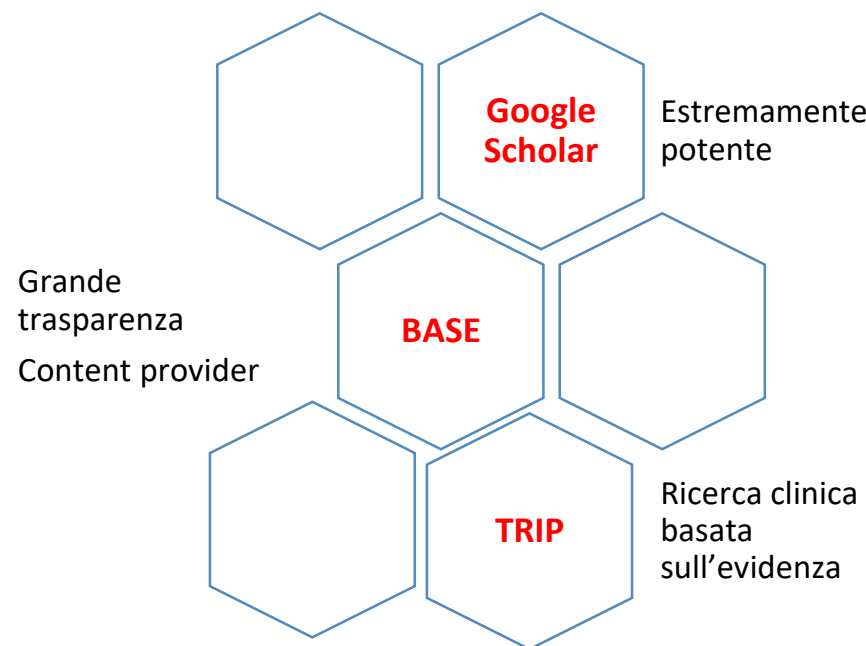 Google
Scholar
Estremamente
potente
Grande
trasparenza
Content provider
BASE
TRIP
Ricerca clinica
basata
sull’evidenza